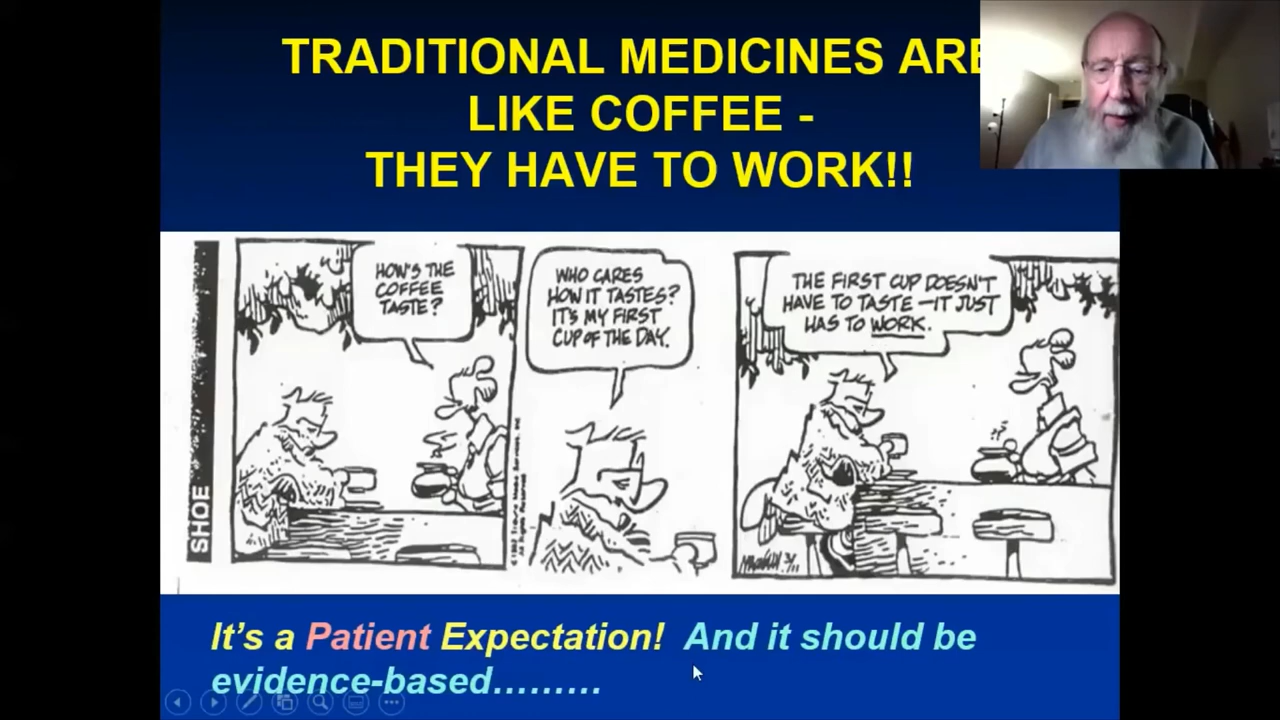 TRADITIONAL MEDICINES ARE
LIKE COFFEE -
THEY HAVE TO WORK!!
SHOE
HOW'S THE
COFFEE
TASTE?
WHO CARES
HOW IT TASTES?
IT'S MY FIRST
CUP OF THE DAY.
THE FIRST CUP DOESN'T
HAVE TO TASTE—IT JUST
HAS TO WORK.
It's a Patient Expectation! And it should be
evidence-based.........